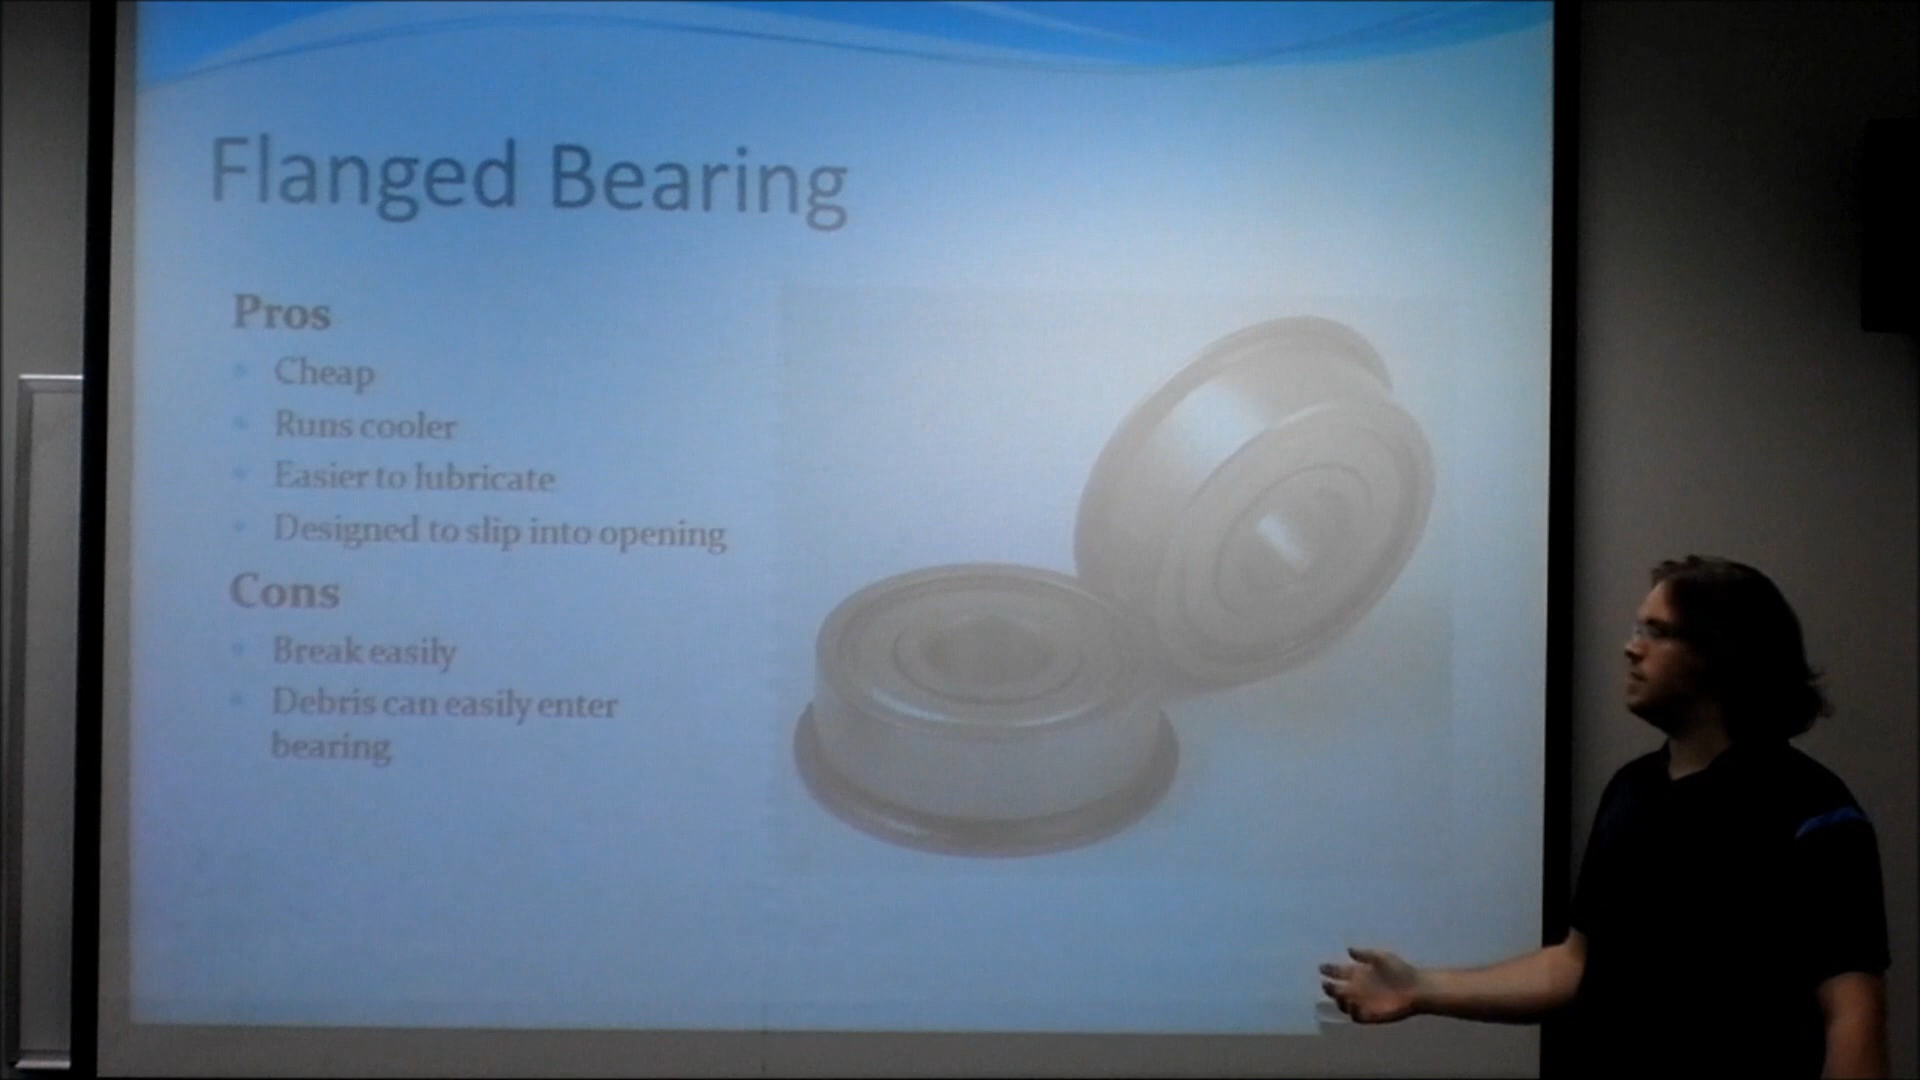 Flanged Bearing
Pros
Cheap
Runs cooler
Easier to lubricate
Designed to slip into opening
Cons
Break easily
Debris can easily enter
bearing